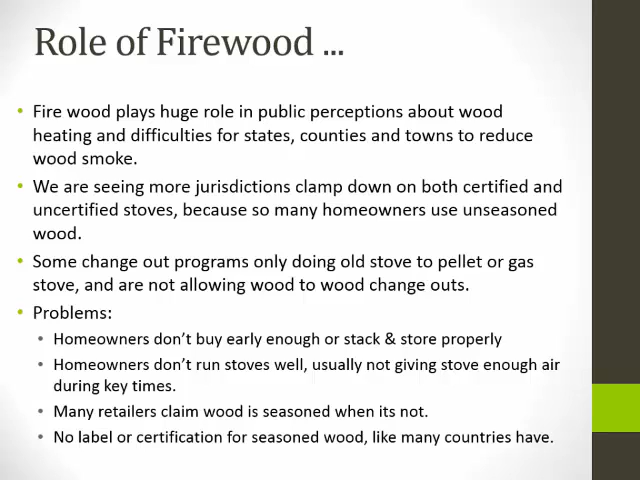 Role of Firewood ...
• Fire wood plays huge role in public perceptions about wood
heating and difficulties for states, counties and towns to reduce
wood smoke.
• We are seeing more jurisdictions clamp down on both certified and
uncertified stoves, because so many homeowners use unseasoned
wood.
• Some change out programs only doing old stove to pellet or gas
stove, and are not allowing wood to wood change outs.
• Problems:
• Homeowners don't buy early enough or stack & store properly
• Homeowners don't run stoves well, usually not giving stove enough air
during key times.
• Many retailers claim wood is seasoned when its not.
• No label or certification for seasoned wood, like many countries have.